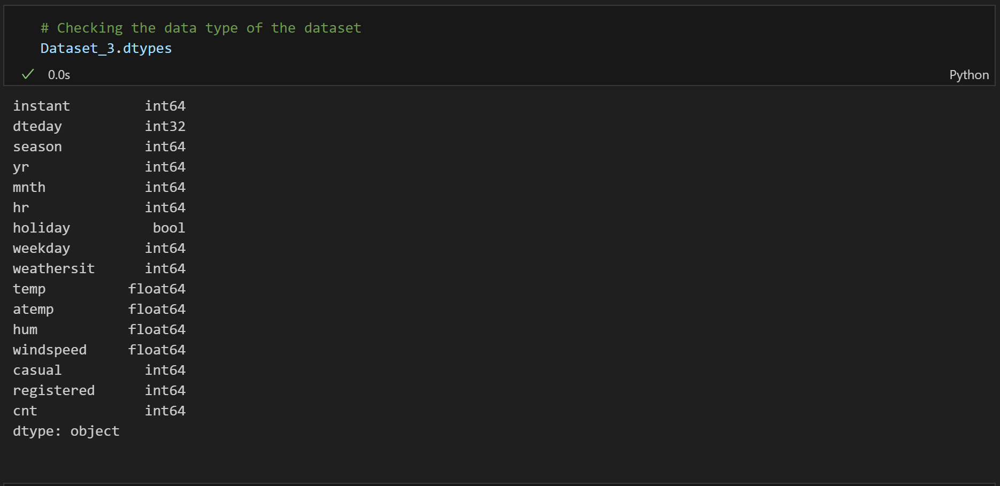 # Checking the data type of the dataset
Dataset_3.dtypes
0.0s
Python
instant int64
dteday int32
season int64
yr int64
mnth int64
hr int64
holiday bool
weekday int64
weathersit int64
temp float64
atemp float64
hum float64
windspeed float64
casual int64
registered int64
cnt int64
dtype: object